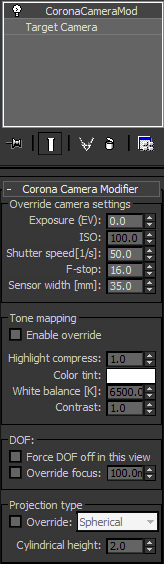 CoronaCameraMod
Target Camera
- Corona Camera Modifier
Override camera settings
Exposure (EV): 0.0
ISO: 100.0
Shutter speed[1/s]: 50.0
F-stop: 16.0
Sensor width [mm]: 35.0
Tone mapping
Enable override
Highlight compress: 1.0
Color tint:
White balance [K]: 6500.0
Contrast: 1.0
DOF:
Force DOF off in this view
Override focus: 100.0m
Projection type
Override: Spherical
Cylindrical height: 2.0